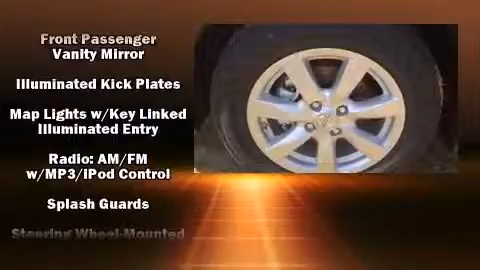 Front Passenger
Vanity Mirror
Illuminated Kick Plates
Map Lights w/Key Linked
Illuminated Entry
Radio: AM/FM
w/MP3/iPod Control
Splash Guards
Steering Wheel-Mounted